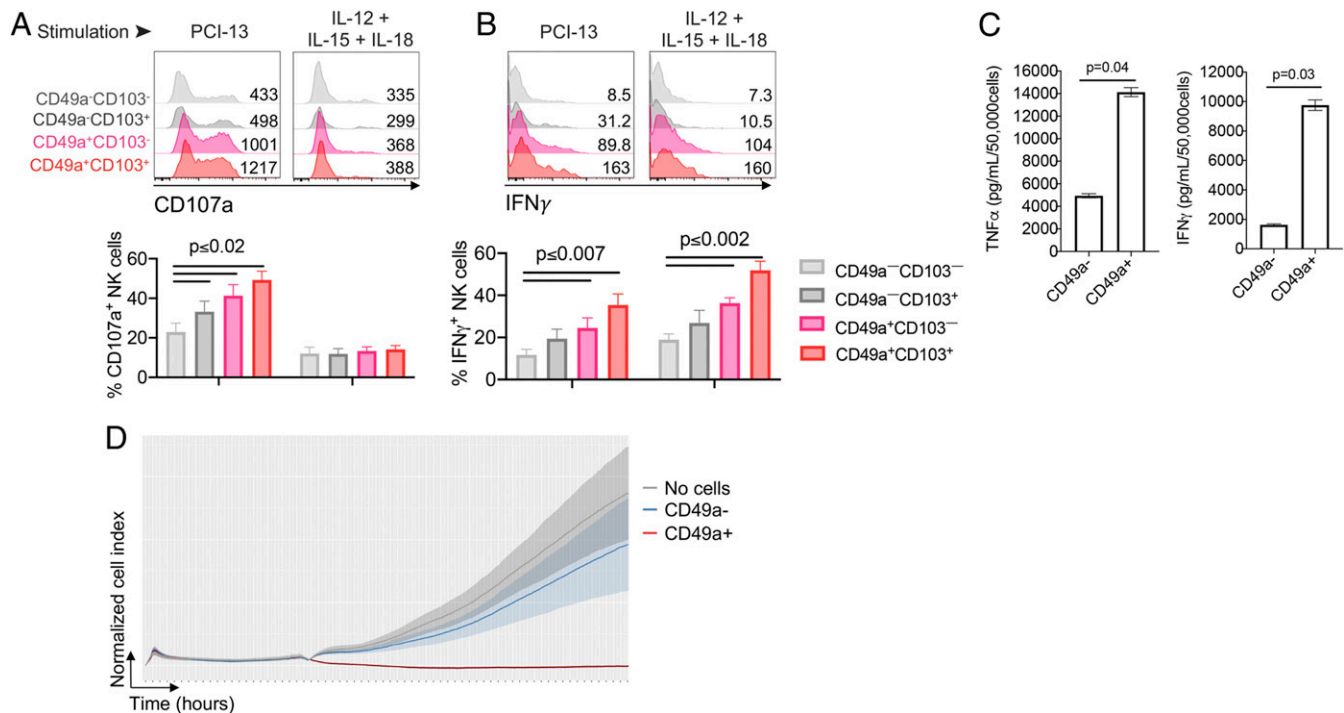 A
Stimulation ➤
PCI-13
IL-12 +
IL-15 + IL-18
CD49a-CD103-
CD49a-CD103+
CD49a+CD103-
CD49a+CD103+
433
498
1001
1217
335
299
368
388
CD107a
% CD107a+ NK cells
60
40
20
0
p≤0.02
B
PCI-13
IL-12 +
IL-15 + IL-18
8.5
31.2
89.8
163
7.3
10.5
104
160
IFNγ
% IFNγ+ NK cells
60
40
20
0
p≤0.007
p≤0.002
CD49a—CD103—
CD49a—CD103+
CD49a+CD103—
CD49a+CD103+
C
TNFα (pg/mL/50,000cells)
16000
14000
12000
10000
8000
6000
4000
2000
0
p=0.04
CD49a-
CD49a+
IFNγ (pg/mL/50,000cells)
12000
10000
8000
6000
4000
2000
0
p=0.03
CD49a-
CD49a+
D
Normalized cell index
Time (hours)
No cells
CD49a-
CD49a+